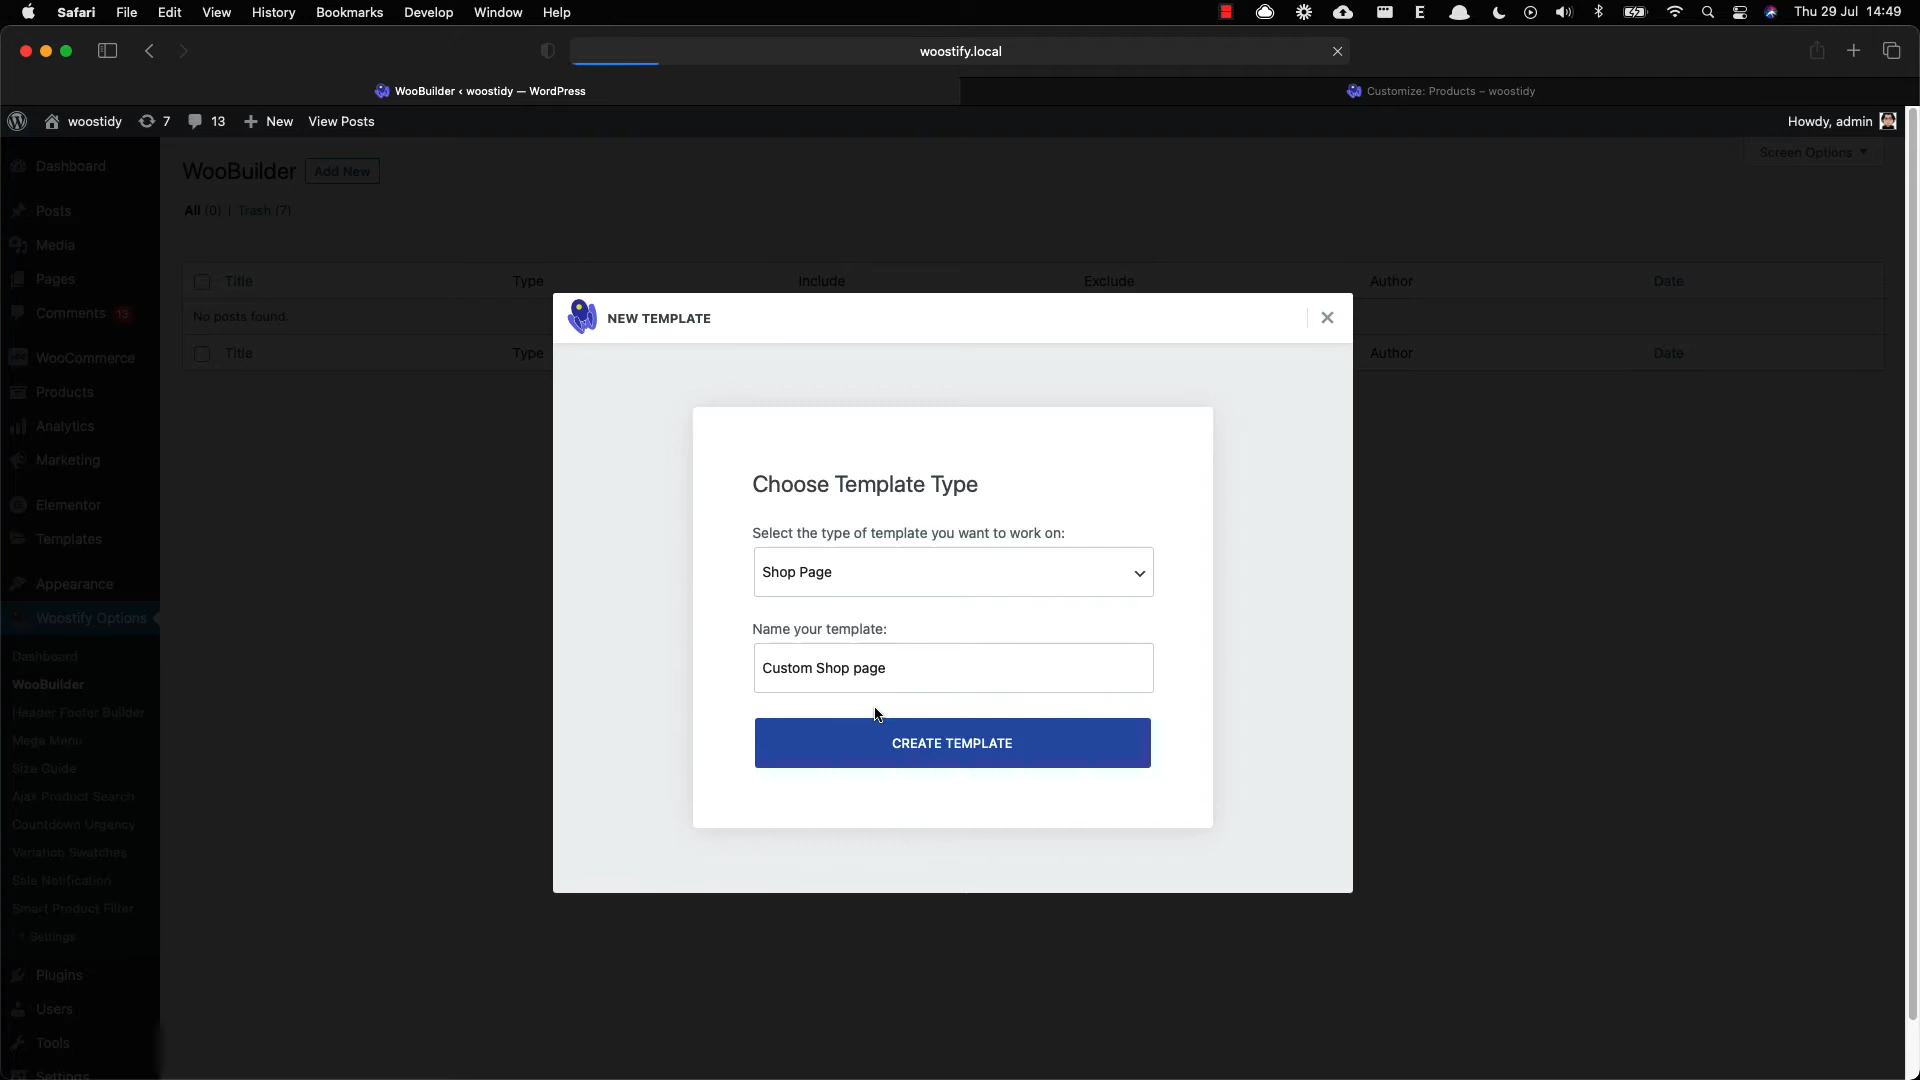 Safari File Edit View History Bookmarks Develop Window Help
E Thu 29 Jul 14:49
woostify.local
WooBuilder ‹ woostidy — WordPress
Customize: Products – woostidy
woostidy 7 13 New View Posts
Howdy, admin
Dashboard
Posts
Media
Pages
Comments 13
WooCommerce
Products
Analytics
Marketing
Elementor
Templates
Appearance
Woostify Options
Dashboard
WooBuilder
Header Footer Builder
Mega Menu
Size Guide
Ajax Product Search
Countdown Urgency
Variation Swatches
Sale Notification
Smart Product Filter
Settings
Plugins
Users
Tools
Settings
WooBuilder Add New
Screen Options
All (0) | Trash (7)
Title Type Include Exclude Author Date
No posts found.
Title Type Author Date
NEW TEMPLATE
Choose Template Type
Select the type of template you want to work on:
Shop Page
Name your template:
Custom Shop page
CREATE TEMPLATE